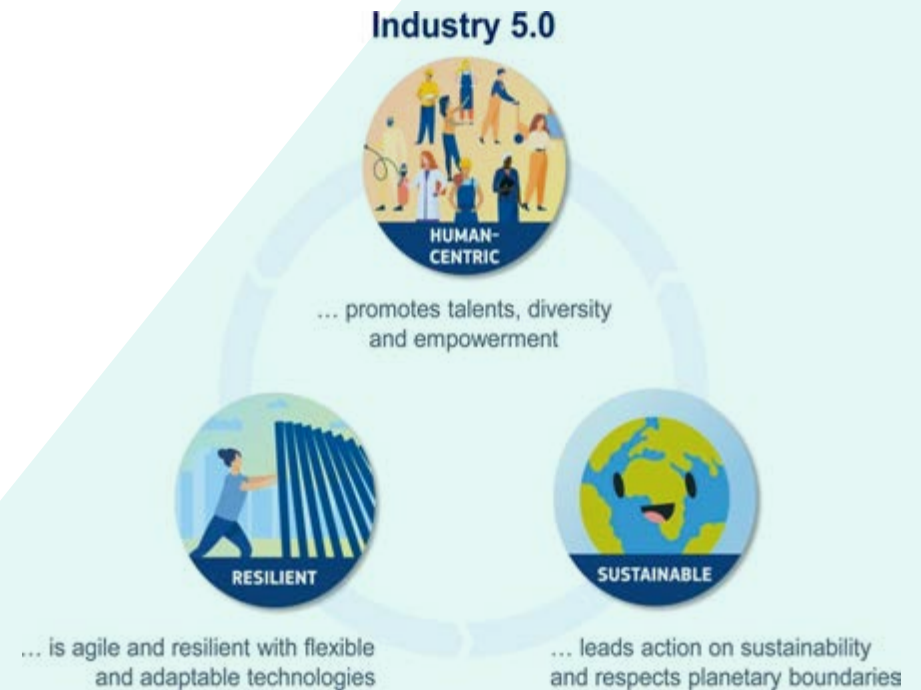 Industry 5.0
HUMAN-
CENTRIC
... promotes talents, diversity
and empowerment
RESILIENT
... is agile and resilient with flexible
and adaptable technologies
SUSTAINABLE
... leads action on sustainability
and respects planetary boundaries